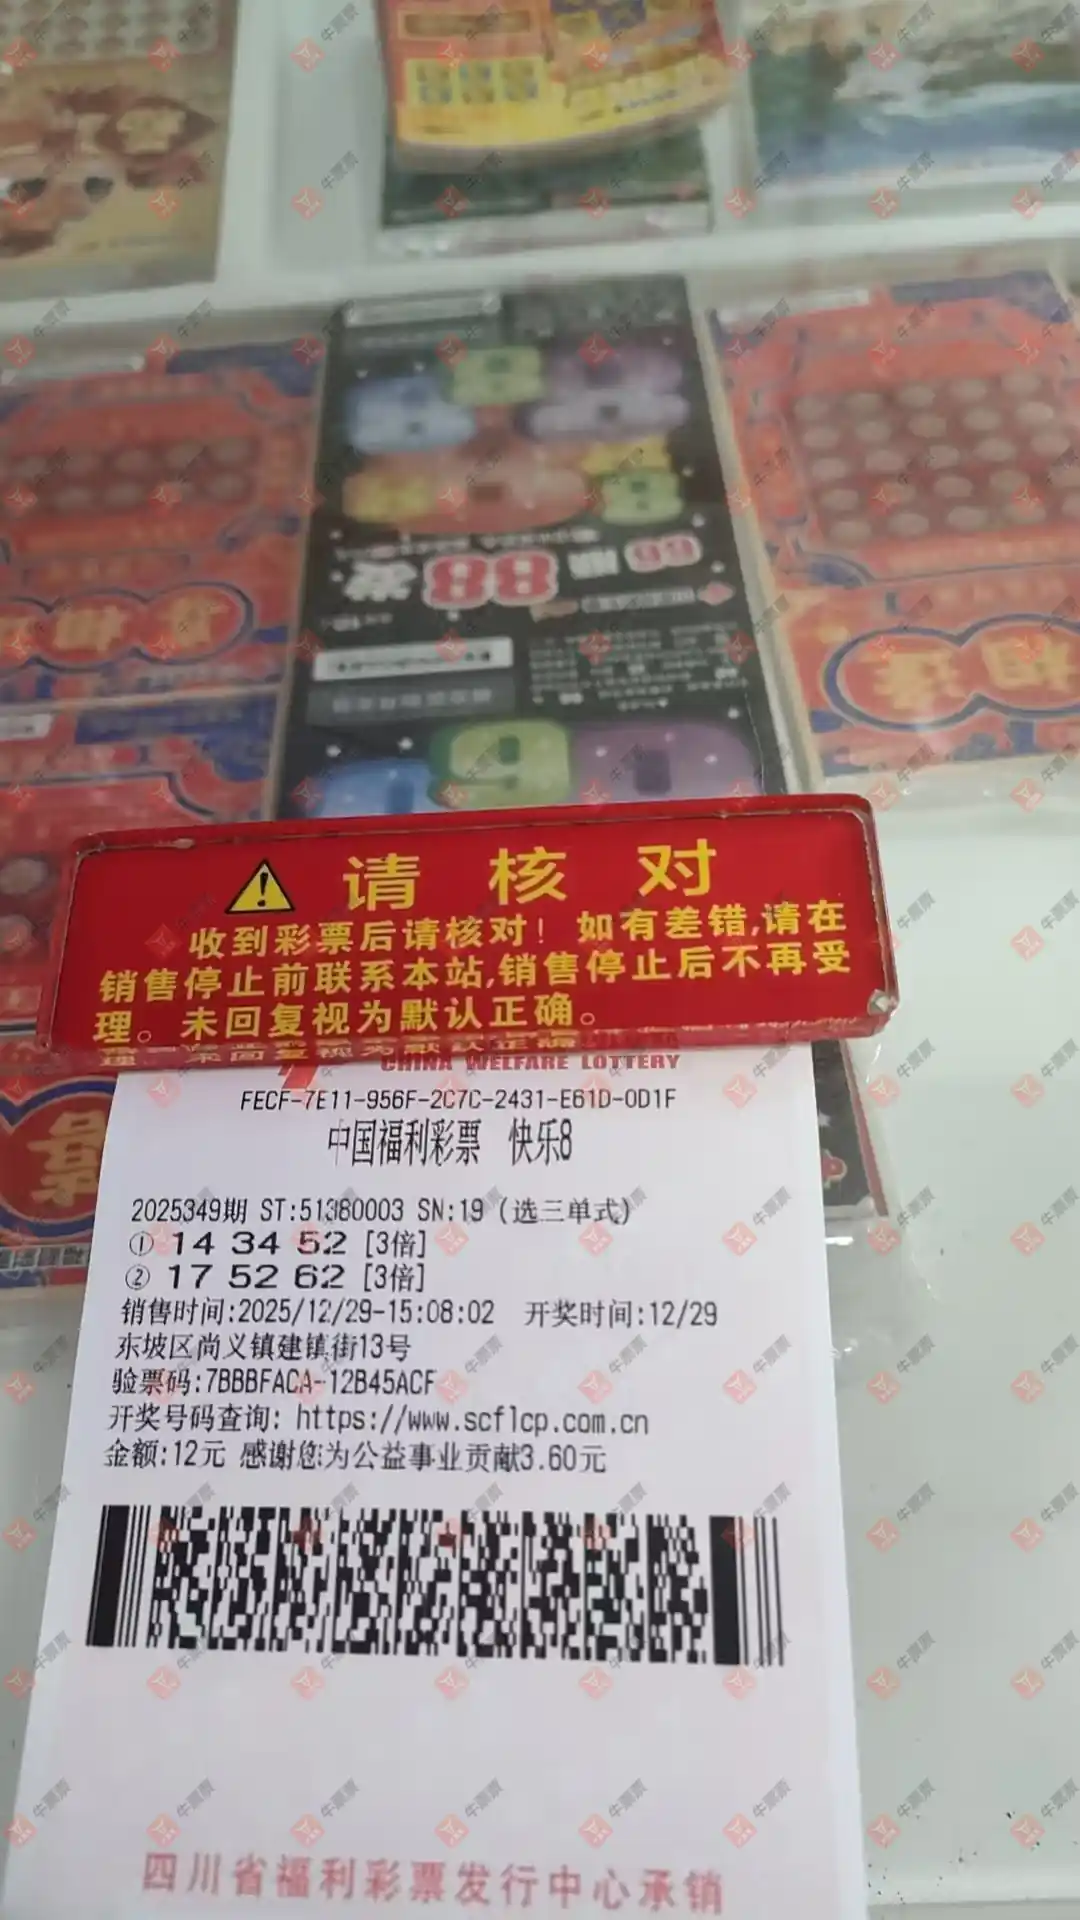 88发
请核对
收到彩票后请核对！如有差错,请在
销售停止前联系本站,销售停止后不再受
理。未回复视为默认正确。
CHINA WELFARE LOTTERY
FECF-7E11-956F-2C7C-2431-E61D-0D1F
中国福利彩票 快乐8
2025349期 ST:51380003 SN:19 (选三单式)
① 14 34 52 [3倍]
② 17 52 62 [3倍]
销售时间:2025/12/29-15:08:02 开奖时间:12/29
东坡区尚义镇建镇街13号
验票码:7BBBFACA-12B45ACF
开奖号码查询: https://www.scflcp.com.cn
金额:12元 感谢您为公益事业贡献3.60元
四川省福利彩票发行中心承销
牛票票